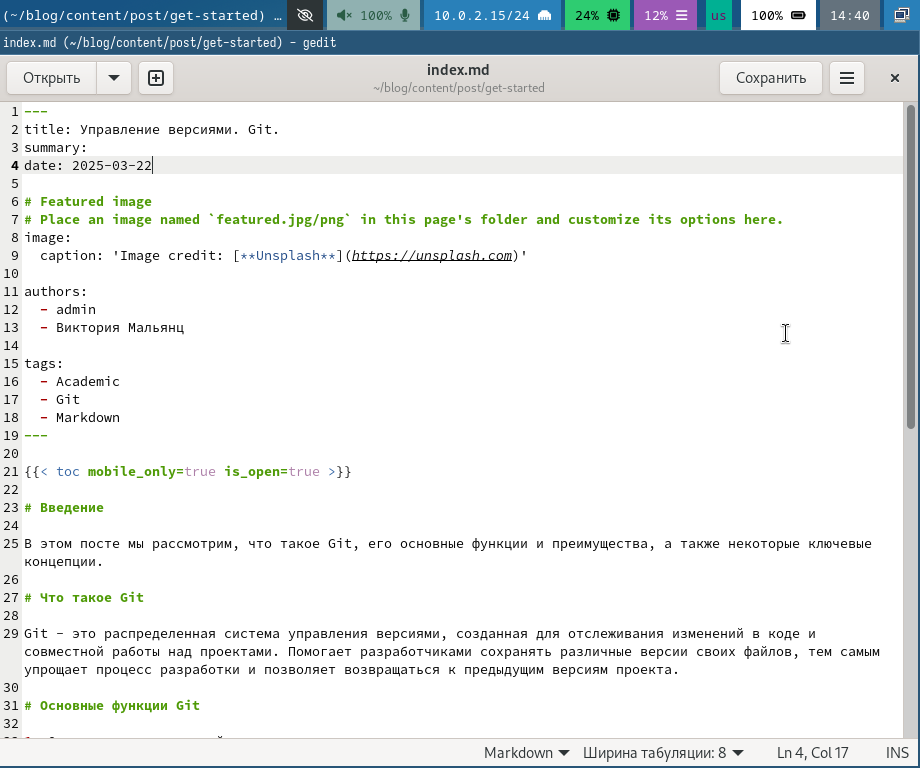 (~/blog/content/post/get-started) … 100% 10.0.2.15/24 24% 12% us 100% 14:40
index.md (~/blog/content/post/get-started) - gedit
Открыть index.md Сохранить
~/blog/content/post/get-started
1 ---
2 title: Управление версиями. Git.
3 summary:
4 date: 2025-03-22
5
6 # Featured image
7 # Place an image named `featured.jpg/png` in this page's folder and customize its options here.
8 image:
9 caption: 'Image credit: [**Unsplash**](https://unsplash.com)'
10
11 authors:
12 - admin
13 - Виктория Мальянц
14
15 tags:
16 - Academic
17 - Git
18 - Markdown
19 ---
20
21 {{< toc mobile_only=true is_open=true >}}
22
23 # Введение
24
25 В этом посте мы рассмотрим, что такое Git, его основные функции и преимущества, а также некоторые ключевые
концепции.
26
27 # Что такое Git
28
29 Git - это распределенная система управления версиями, созданная для отслеживания изменений в коде и
совместной работы над проектами. Помогает разработчиками сохранять различные версии своих файлов, тем самым
упрощает процесс разработки и позволяет возвращаться к предыдущим версиям проекта.
30
31 # Основные функции Git
32
Markdown Ширина табуляции: 8 Ln 4, Col 17 INS